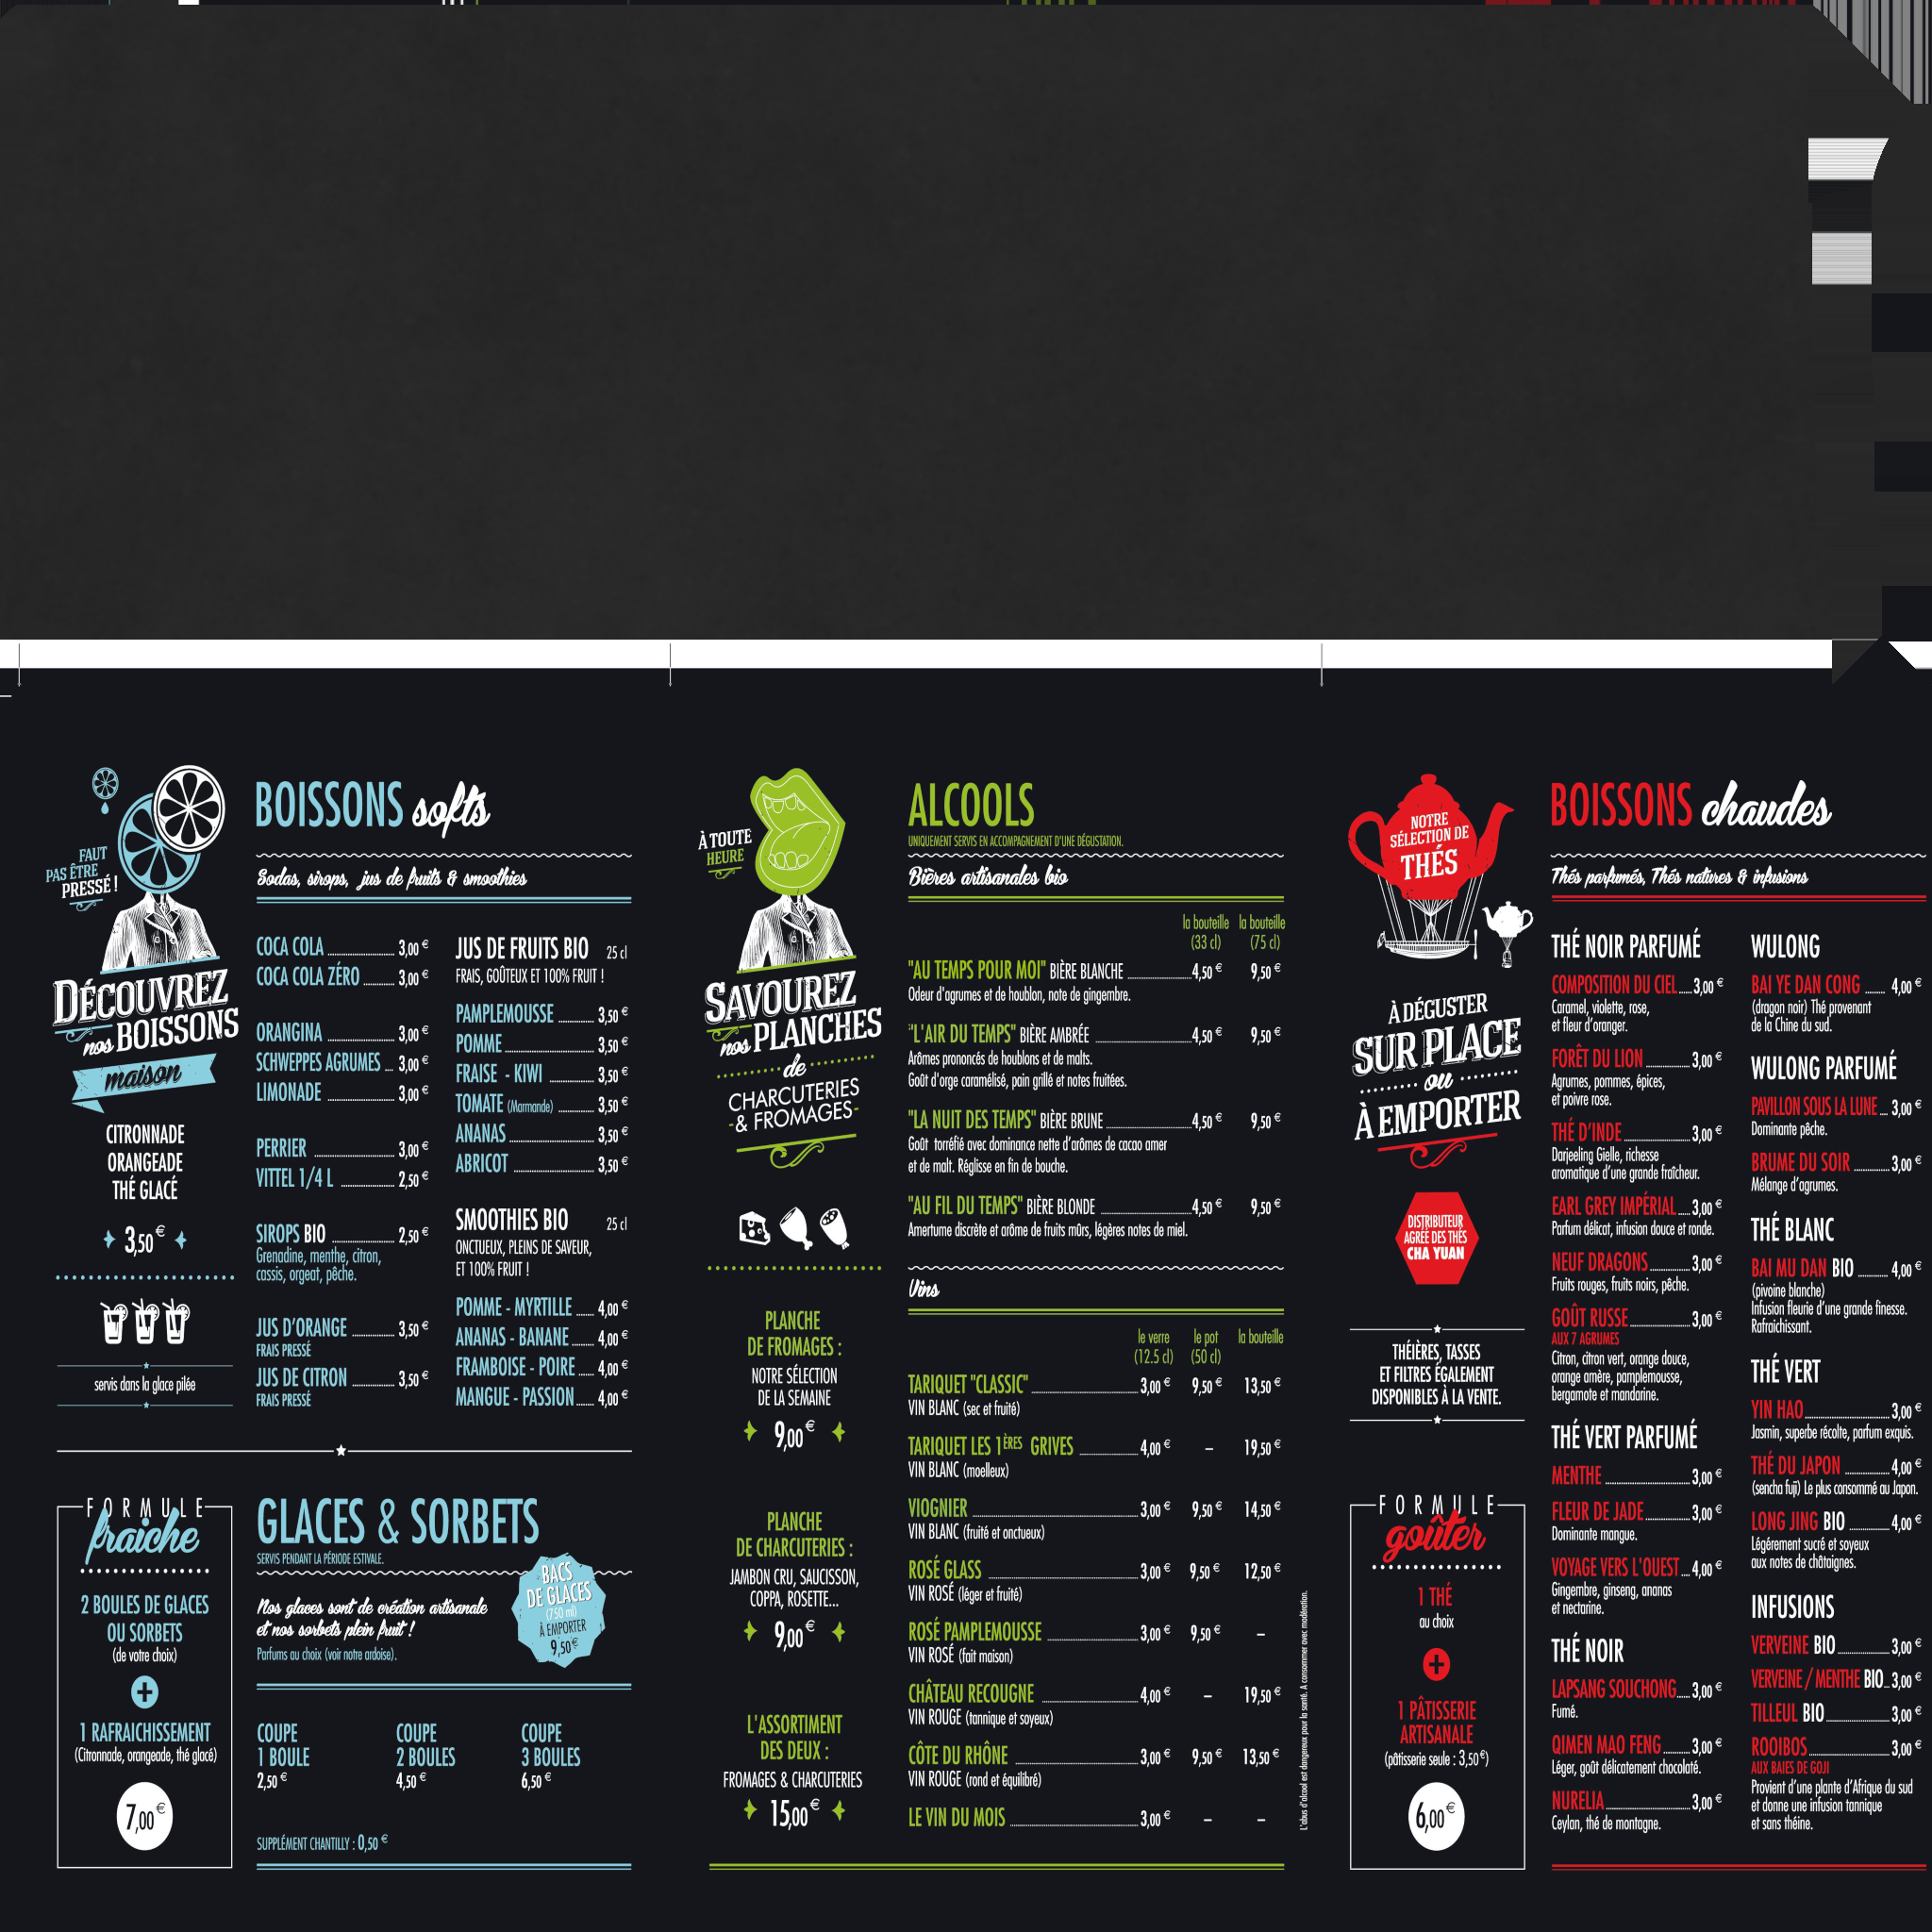 FAUT
PAS ÊTRE
PRESSÉ !
DÉCOUVREZ
nos BOISSONS
maison
CITRONNADE
ORANGEADE
THÉ GLACÉ
3,50 €
servis dans la glace pilée
BOISSONS softs
Sodas, sirops, jus de fruits & smoothies
COCA COLA 3,00 €
COCA COLA ZÉRO 3,00 €
ORANGINA 3,00 €
SCHWEPPES AGRUMES 3,00 €
LIMONADE 3,00 €
PERRIER 3,00 €
VITTEL 1/4 L 2,50 €
SIROPS BIO 2,50 €
Grenadine, menthe, citron,
cassis, orgeat, pêche.
JUS D'ORANGE 3,50 €
FRAIS PRESSÉ
JUS DE CITRON 3,50 €
FRAIS PRESSÉ
JUS DE FRUITS BIO 25 cl
FRAIS, GOÛTEUX ET 100% FRUIT !
PAMPLEMOUSSE 3,50 €
POMME 3,50 €
FRAISE - KIWI 3,50 €
TOMATE (Marmande) 3,50 €
ANANAS 3,50 €
ABRICOT 3,50 €
SMOOTHIES BIO 25 cl
ONCTUEUX, PLEINS DE SAVEUR,
ET 100% FRUIT !
POMME - MYRTILLE 4,00 €
ANANAS - BANANE 4,00 €
FRAMBOISE - POIRE 4,00 €
MANGUE - PASSION 4,00 €
FORMULE
fraiche
2 BOULES DE GLACES
OU SORBETS
(de votre choix)
+
1 RAFRAICHISSEMENT
(Citronnade, orangeade, thé glacé)
7,00 €
GLACES & SORBETS
SERVIS PENDANT LA PÉRIODE ESTIVALE.
Nos glaces sont de création artisanale
et nos sorbets plein fruit !
Parfums au choix (voir notre ardoise).
BACS
DE GLACES
(750 ml)
À EMPORTER
9,50€
COUPE
1 BOULE
2,50 €
COUPE
2 BOULES
4,50 €
COUPE
3 BOULES
6,50 €
SUPPLÉMENT CHANTILLY : 0,50 €
À TOUTE
HEURE
SAVOUREZ
nos PLANCHES
de
CHARCUTERIES
- & FROMAGES -
PLANCHE
DE FROMAGES :
NOTRE SÉLECTION
DE LA SEMAINE
9,00 €
PLANCHE
DE CHARCUTERIES :
JAMBON CRU, SAUCISSON,
COPPA, ROSETTE...
9,00 €
L'ASSORTIMENT
DES DEUX :
FROMAGES & CHARCUTERIES
15,00 €
ALCOOLS
UNIQUEMENT SERVIS EN ACCOMPAGNEMENT D'UNE DÉGUSTATION.
Bières artisanales bio
la bouteille la bouteille
(33 cl) (75 cl)
"AU TEMPS POUR MOI" BIÈRE BLANCHE 4,50 € 9,50 €
Odeur d'agrumes et de houblon, note de gingembre.
"L'AIR DU TEMPS" BIÈRE AMBRÉE 4,50 € 9,50 €
Arômes prononcés de houblons et de malts.
Goût d'orge caramélisé, pain grillé et notes fruitées.
"LA NUIT DES TEMPS" BIÈRE BRUNE 4,50 € 9,50 €
Goût torréfié avec dominance nette d'arômes de cacao amer
et de malt. Réglisse en fin de bouche.
"AU FIL DU TEMPS" BIÈRE BLONDE 4,50 € 9,50 €
Amertume discrète et arôme de fruits mûrs, légères notes de miel.
Vins
le verre le pot la bouteille
(12.5 cl) (50 cl)
TARIQUET "CLASSIC" 3,00 € 9,50 € 13,50 €
VIN BLANC (sec et fruité)
TARIQUET LES 1ÈRES GRIVES 4,00 € – 19,50 €
VIN BLANC (moelleux)
VIOGNIER 3,00 € 9,50 € 14,50 €
VIN BLANC (fruité et onctueux)
ROSÉ GLASS 3,00 € 9,50 € 12,50 €
VIN ROSÉ (léger et fruité)
ROSÉ PAMPLEMOUSSE 3,00 € 9,50 € –
VIN ROSÉ (fait maison)
CHÂTEAU RECOUGNE 4,00 € – 19,50 €
VIN ROUGE (tannique et soyeux)
CÔTE DU RHÔNE 3,00 € 9,50 € 13,50 €
VIN ROUGE (rond et équilibré)
LE VIN DU MOIS 3,00 € – –
L'abus d'alcool est dangereux pour la santé. A consommer avec modération.
NOTRE
SÉLECTION DE
THÉS
À DÉGUSTER
SUR PLACE
ou
À EMPORTER
DISTRIBUTEUR
AGRÉÉ DES THÉS
CHA YUAN
THÉIÈRES, TASSES
ET FILTRES ÉGALEMENT
DISPONIBLES À LA VENTE.
FORMULE
goûter
1 THÉ
au choix
+
1 PÂTISSERIE
ARTISANALE
(pâtisserie seule : 3,50€)
6,00 €
BOISSONS chaudes
Thés parfumés, Thés natures & infusions
THÉ NOIR PARFUMÉ
COMPOSITION DU CIEL 3,00 €
Caramel, violette, rose,
et fleur d'oranger.
FORÊT DU LION 3,00 €
Agrumes, pommes, épices,
et poivre rose.
THÉ D'INDE 3,00 €
Darjeeling Gielle, richesse
aromatique d'une grande fraîcheur.
EARL GREY IMPÉRIAL 3,00 €
Parfum délicat, infusion douce et ronde.
NEUF DRAGONS 3,00 €
Fruits rouges, fruits noirs, pêche.
GOÛT RUSSE 3,00 €
AUX 7 AGRUMES
Citron, citron vert, orange douce,
orange amère, pamplemousse,
bergamote et mandarine.
THÉ VERT PARFUMÉ
MENTHE 3,00 €
FLEUR DE JADE 3,00 €
Dominante mangue.
VOYAGE VERS L'OUEST 4,00 €
Gingembre, ginseng, ananas
et nectarine.
THÉ NOIR
LAPSANG SOUCHONG 3,00 €
Fumé.
QIMEN MAO FENG 3,00 €
Léger, goût délicatement chocolaté.
NURELIA 3,00 €
Ceylan, thé de montagne.
WULONG
BAI YE DAN CONG 4,00 €
(dragon noir) Thé provenant
de la Chine du sud.
WULONG PARFUMÉ
PAVILLON SOUS LA LUNE 3,00 €
Dominante pêche.
BRUME DU SOIR 3,00 €
Mélange d'agrumes.
THÉ BLANC
BAI MU DAN BIO 4,00 €
(pivoine blanche)
Infusion fleurie d'une grande finesse.
Rafraichissant.
THÉ VERT
YIN HAO 3,00 €
Jasmin, superbe récolte, parfum exquis.
THÉ DU JAPON 4,00 €
(sencha fuji) Le plus consommé au Japon.
LONG JING BIO 4,00 €
Légérement sucré et soyeux
aux notes de châtaignes.
INFUSIONS
VERVEINE BIO 3,00 €
VERVEINE / MENTHE BIO 3,00 €
TILLEUL BIO 3,00 €
ROOIBOS 3,00 €
AUX BAIES DE GOJI
Provient d'une plante d'Afrique du sud
et donne une infusion tannique
et sans théine.